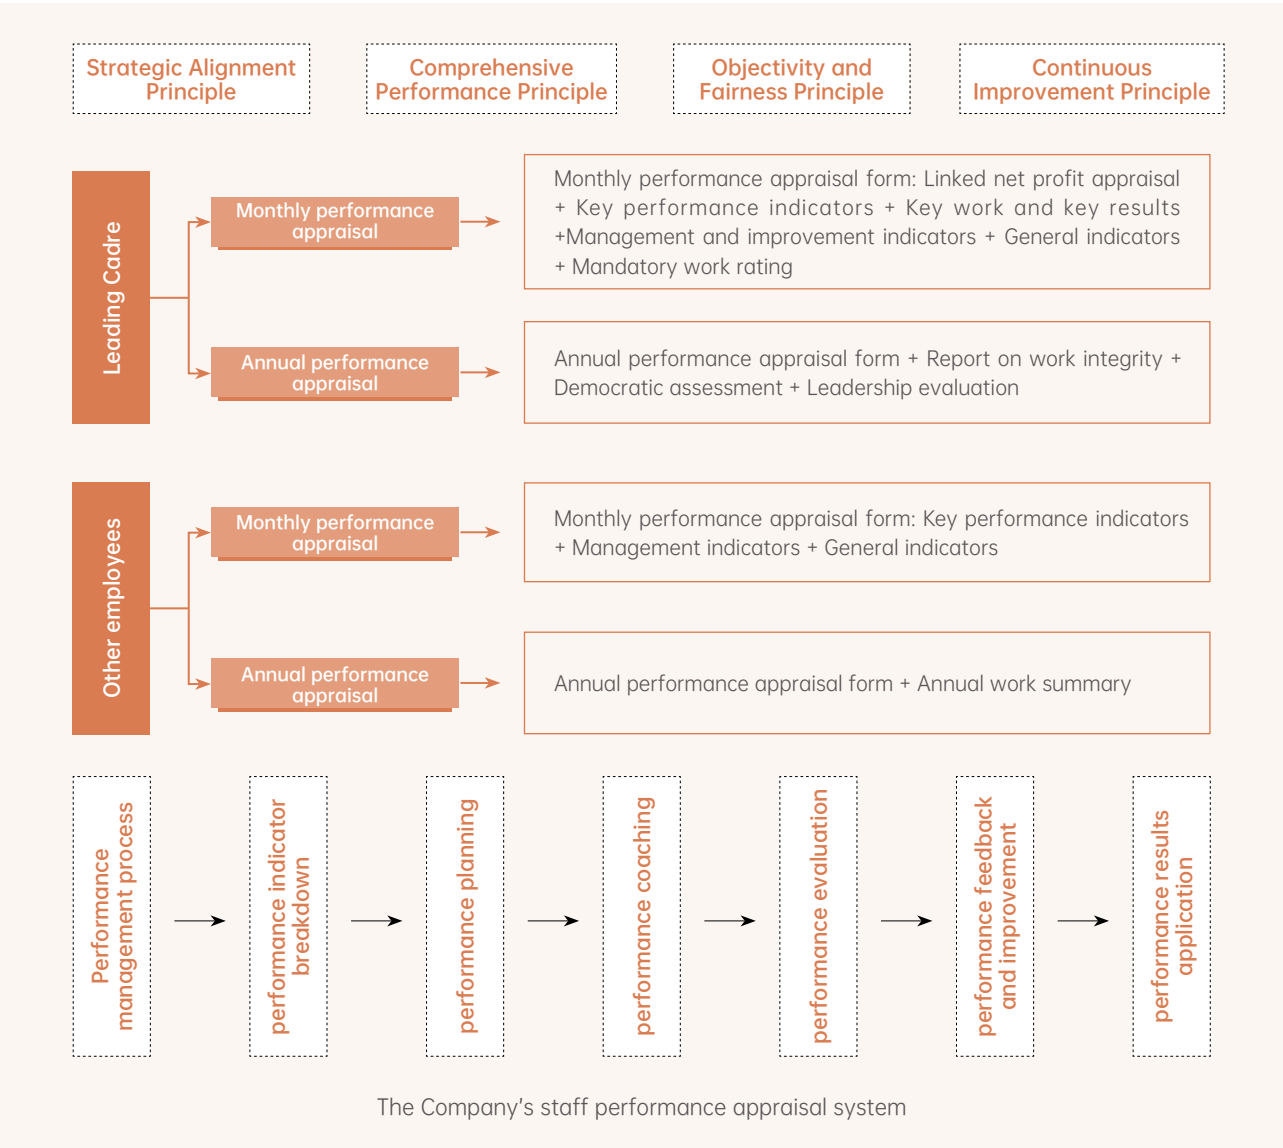 Strategic Alignment
Principle
Comprehensive
Performance Principle
Objectivity and
Fairness Principle
Continuous
Improvement Principle
Leading Cadre
Monthly performance
appraisal
Monthly performance appraisal form: Linked net profit appraisal
+ Key performance indicators + Key work and key results
+Management and improvement indicators + General indicators
+ Mandatory work rating
Annual performance
appraisal
Annual performance appraisal form + Report on work integrity +
Democratic assessment + Leadership evaluation
Other employees
Monthly performance
appraisal
Monthly performance appraisal form: Key performance indicators
+ Management indicators + General indicators
Annual performance
appraisal
Annual performance appraisal form + Annual work summary
Performance
management process
performance indicator
breakdown
performance planning
performance coaching
performance evaluation
performance feedback
and improvement
performance results
application
The Company's staff performance appraisal system